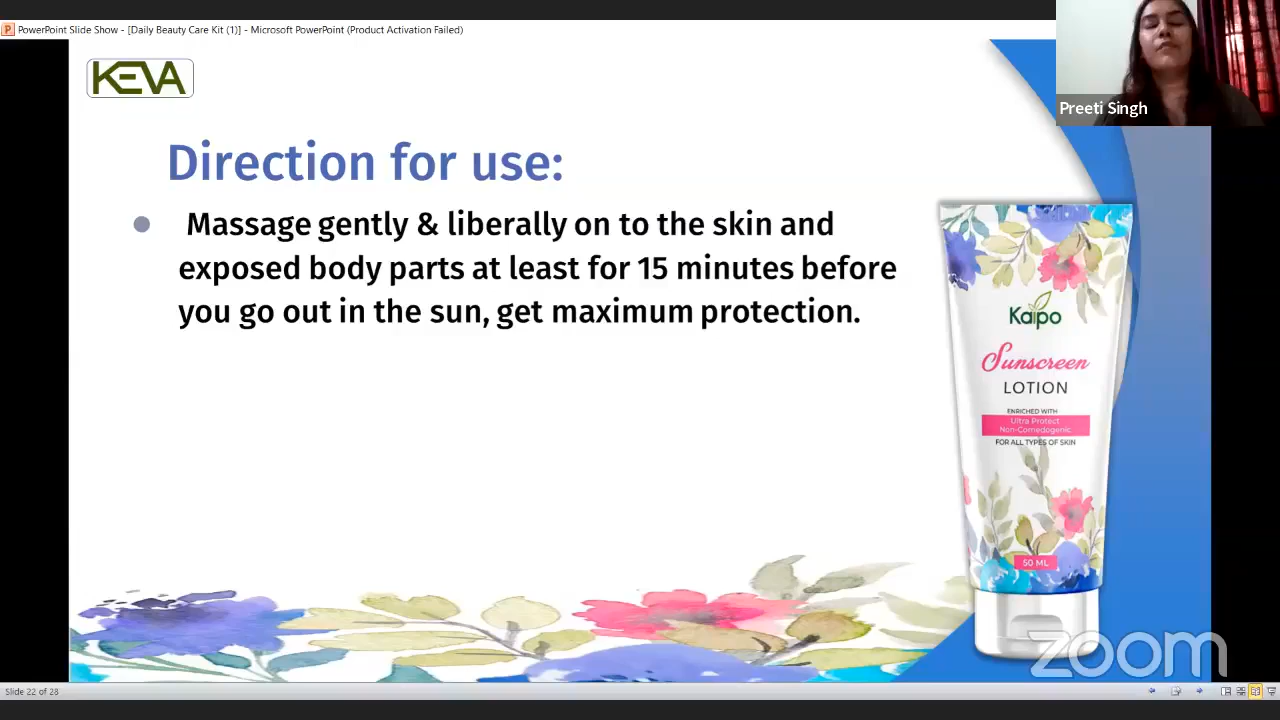 PowerPoint Slide Show - [Daily Beauty Care Kit (1)] - Microsoft PowerPoint (Product Activation Failed)
Preeti Singh
KEVA
Direction for use:
Massage gently & liberally on to the skin and
exposed body parts at least for 15 minutes before
you go out in the sun, get maximum protection.
Kaipo
Sunscreen
LOTION
ENRICHED WITH
Ultra Protect
Non-Comedogenic
FOR ALL TYPES OF SKIN
50 ML
zoom
Slide 22 of 28